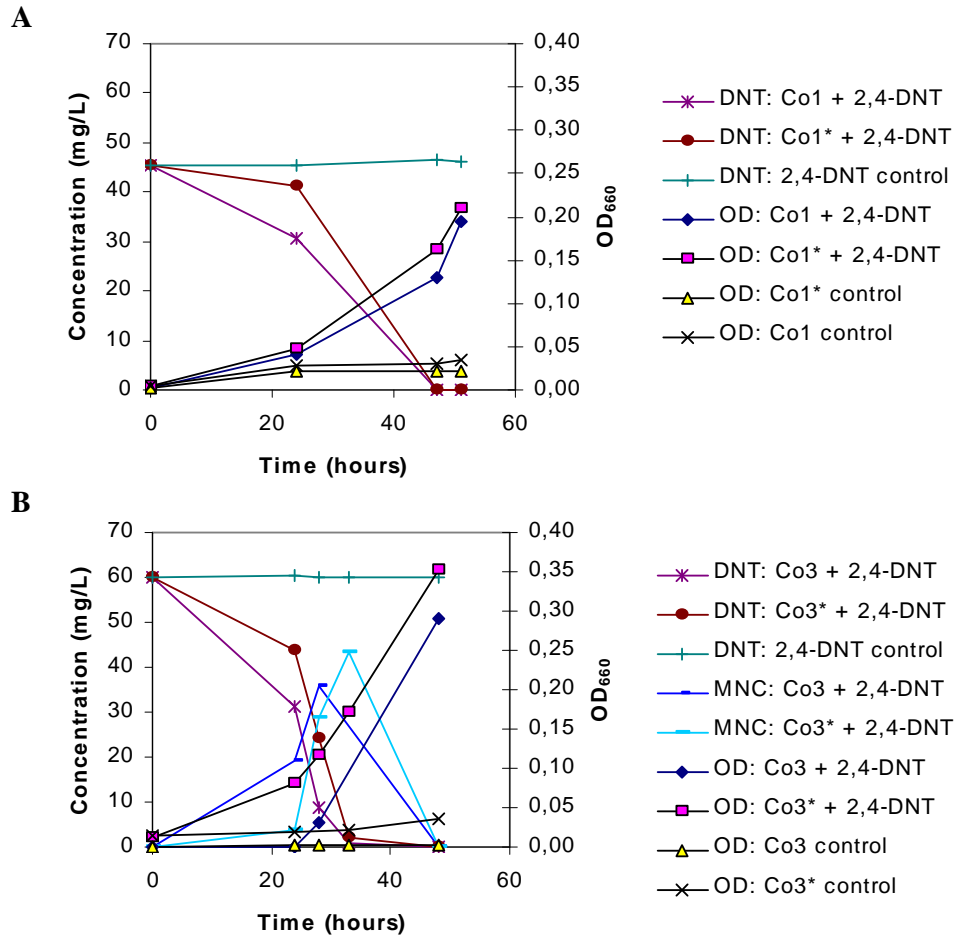 A
Concentration (mg/L)
70
60
50
40
30
20
10
0
0,40
0,35
0,30
0,25
0,20
0,15
0,10
0,05
0,00
OD660
0 20 40 60
Time (hours)
DNT: Co1 + 2,4-DNT
DNT: Co1* + 2,4-DNT
DNT: 2,4-DNT control
OD: Co1 + 2,4-DNT
OD: Co1* + 2,4-DNT
OD: Co1* control
OD: Co1 control
B
Concentration (mg/L)
70
60
50
40
30
20
10
0
0,40
0,35
0,30
0,25
0,20
0,15
0,10
0,05
0,00
OD660
0 20 40 60
Time (hours)
DNT: Co3 + 2,4-DNT
DNT: Co3* + 2,4-DNT
DNT: 2,4-DNT control
MNC: Co3 + 2,4-DNT
MNC: Co3* + 2,4-DNT
OD: Co3 + 2,4-DNT
OD: Co3* + 2,4-DNT
OD: Co3 control
OD: Co3* control